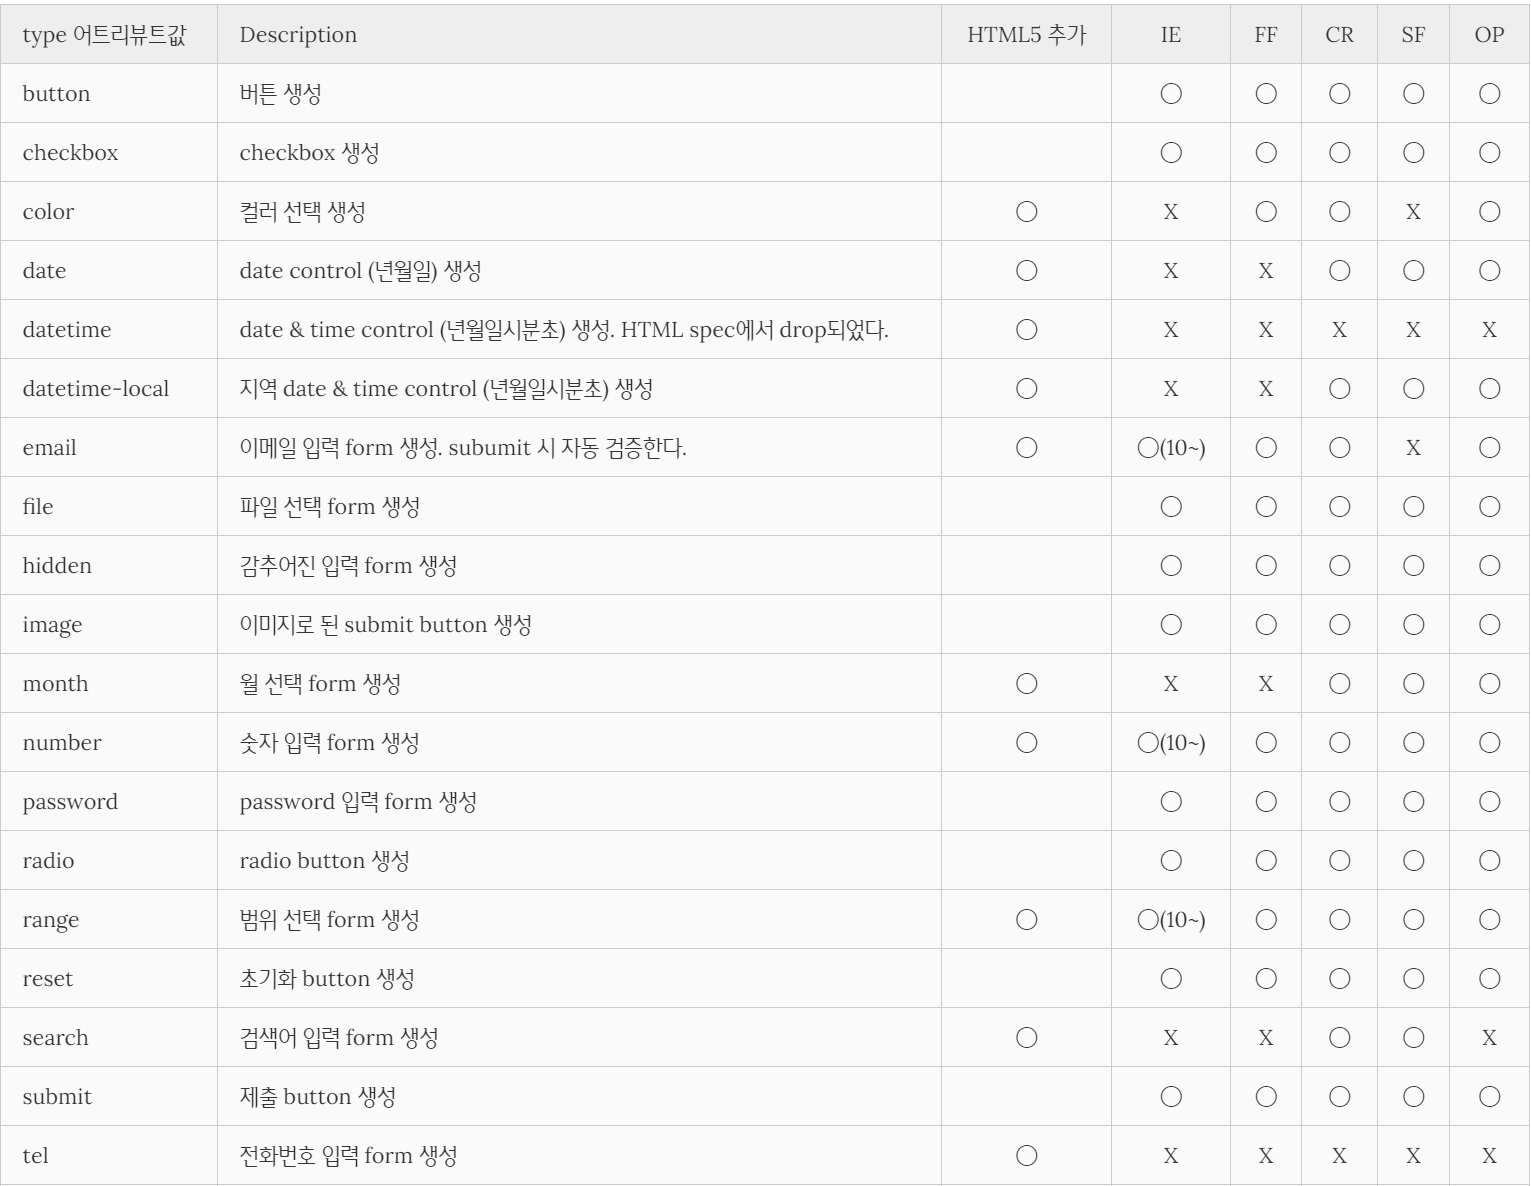 type 어트리뷰트값 Description HTML5 추가 IE FF CR SF OP
button 버튼 생성 ◯ ◯ ◯ ◯ ◯
checkbox checkbox 생성 ◯ ◯ ◯ ◯ ◯
color 컬러 선택 생성 ◯ X ◯ ◯ X ◯
date date control (년월일) 생성 ◯ X X ◯ ◯ ◯
datetime date & time control (년월일시분초) 생성. HTML spec에서 drop되었다. ◯ X X X X X
datetime-local 지역 date & time control (년월일시분초) 생성 ◯ X X ◯ ◯ ◯
email 이메일 입력 form 생성. subumit 시 자동 검증한다. ◯ ◯(10~) ◯ ◯ X ◯
file 파일 선택 form 생성 ◯ ◯ ◯ ◯ ◯
hidden 감추어진 입력 form 생성 ◯ ◯ ◯ ◯ ◯
image 이미지로 된 submit button 생성 ◯ ◯ ◯ ◯ ◯
month 월 선택 form 생성 ◯ X X ◯ ◯ ◯
number 숫자 입력 form 생성 ◯ ◯(10~) ◯ ◯ ◯ ◯
password password 입력 form 생성 ◯ ◯ ◯ ◯ ◯
radio radio button 생성 ◯ ◯ ◯ ◯ ◯
range 범위 선택 form 생성 ◯ ◯(10~) ◯ ◯ ◯ ◯
reset 초기화 button 생성 ◯ ◯ ◯ ◯ ◯
search 검색어 입력 form 생성 ◯ X X ◯ ◯ X
submit 제출 button 생성 ◯ ◯ ◯ ◯ ◯
tel 전화번호 입력 form 생성 ◯ X X X X X